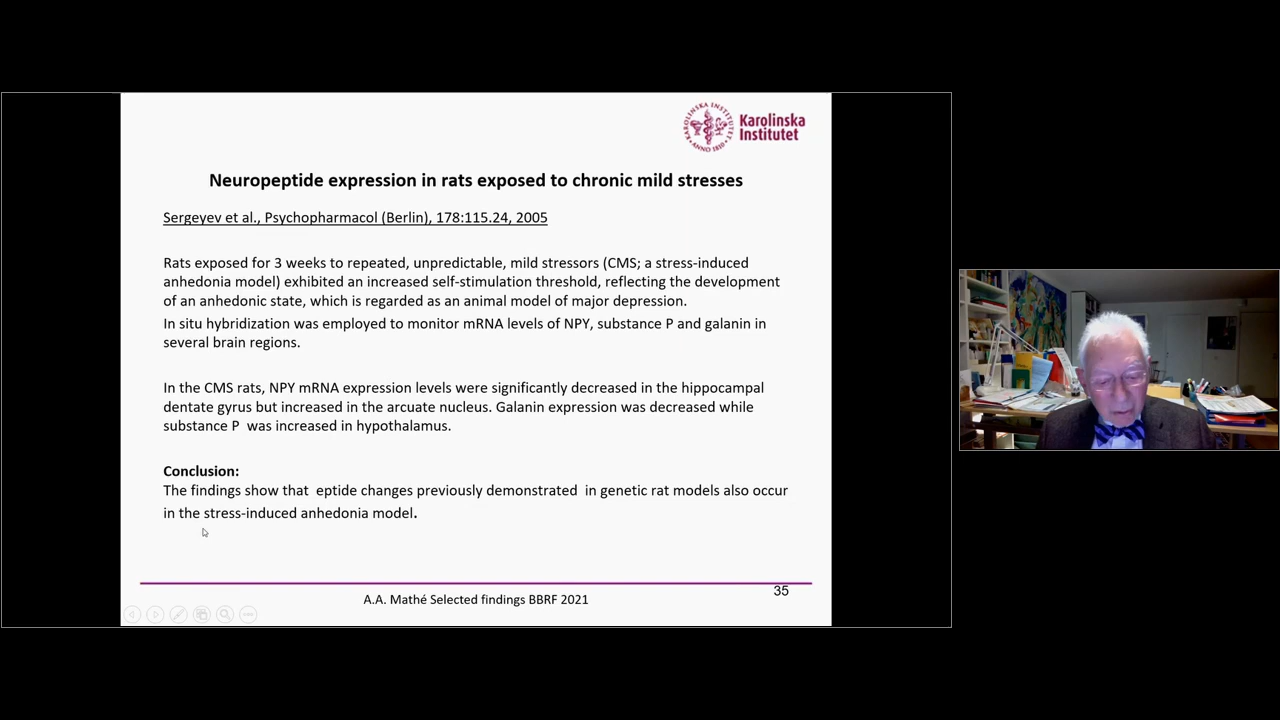 KAROLINSKA INSTITUTET
ANNO 1810
Karolinska
Institutet
Neuropeptide expression in rats exposed to chronic mild stresses
Sergeyev et al., Psychopharmacol (Berlin), 178:115.24, 2005
Rats exposed for 3 weeks to repeated, unpredictable, mild stressors (CMS; a stress-induced
anhedonia model) exhibited an increased self-stimulation threshold, reflecting the development
of an anhedonic state, which is regarded as an animal model of major depression.
In situ hybridization was employed to monitor mRNA levels of NPY, substance P and galanin in
several brain regions.
In the CMS rats, NPY mRNA expression levels were significantly decreased in the hippocampal
dentate gyrus but increased in the arcuate nucleus. Galanin expression was decreased while
substance P  was increased in hypothalamus.
Conclusion:
The findings show that  eptide changes previously demonstrated  in genetic rat models also occur
in the stress-induced anhedonia model.
35
A.A. Mathé Selected findings BBRF 2021